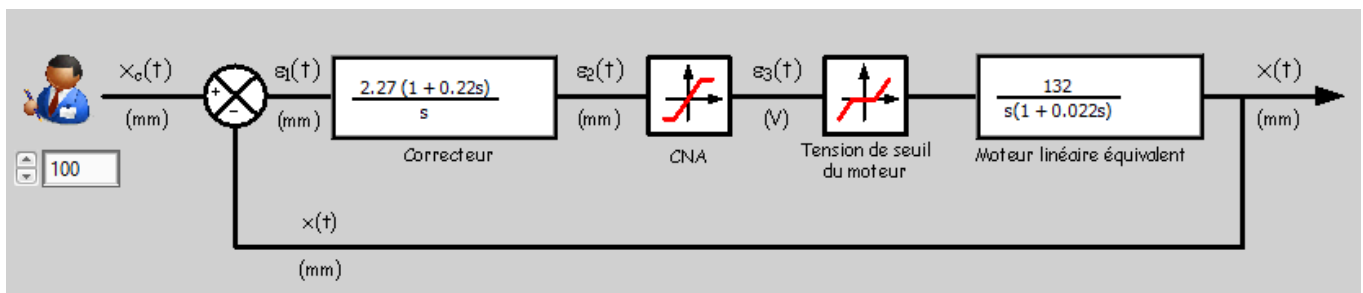 x_c(t)
(mm)
100
+
−
ε₁(t)
(mm)
2.27 (1 + 0.22s)
s
Correcteur
ε₂(t)
(mm)
CNA
ε₃(t)
(V)
Tension de seuil
du moteur
132
s(1 + 0.022s)
Moteur linéaire équivalent
x(t)
(mm)
x(t)
(mm)